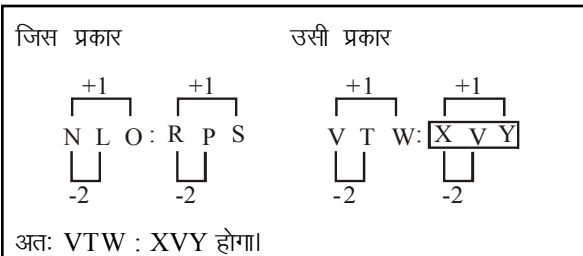 जिस प्रकार उसी प्रकार
+1 +1 +1 +1
N L O : R P S V T W: X V Y
-2 -2 -2 -2
अतः VTW : XVY होगा।